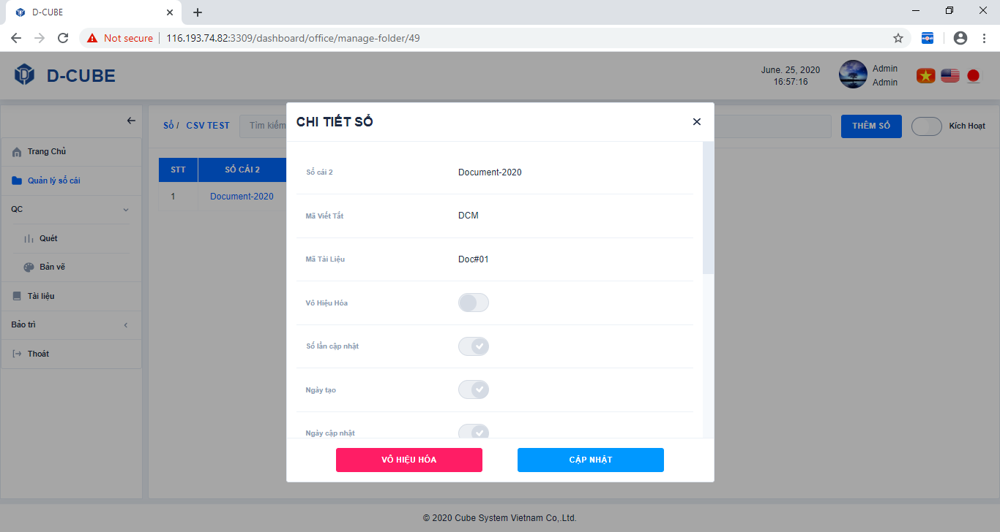 D-CUBE
Not secure
116.193.74.82:3309/dashboard/office/manage-folder/49
D-CUBE
June. 25, 2020
16:57:16
Admin
Admin
Sổ / CSV TEST
Tìm kiếm
THÊM SỔ
Kích Hoạt
Trang Chủ
Quản lý sổ cái
QC
Quét
Bản vẽ
Tài liệu
Bảo trì
Thoát
STT
SỔ CÁI 2
1
Document-2020
CHI TIẾT SỔ
Sổ cái 2
Document-2020
Mã Viết Tắt
DCM
Mã Tài Liệu
Doc#01
Vô Hiệu Hóa
Số lần cập nhật
Ngày tạo
Ngày cập nhật
VÔ HIỆU HÓA
CẬP NHẬT
© 2020 Cube System Vietnam Co,.Ltd.